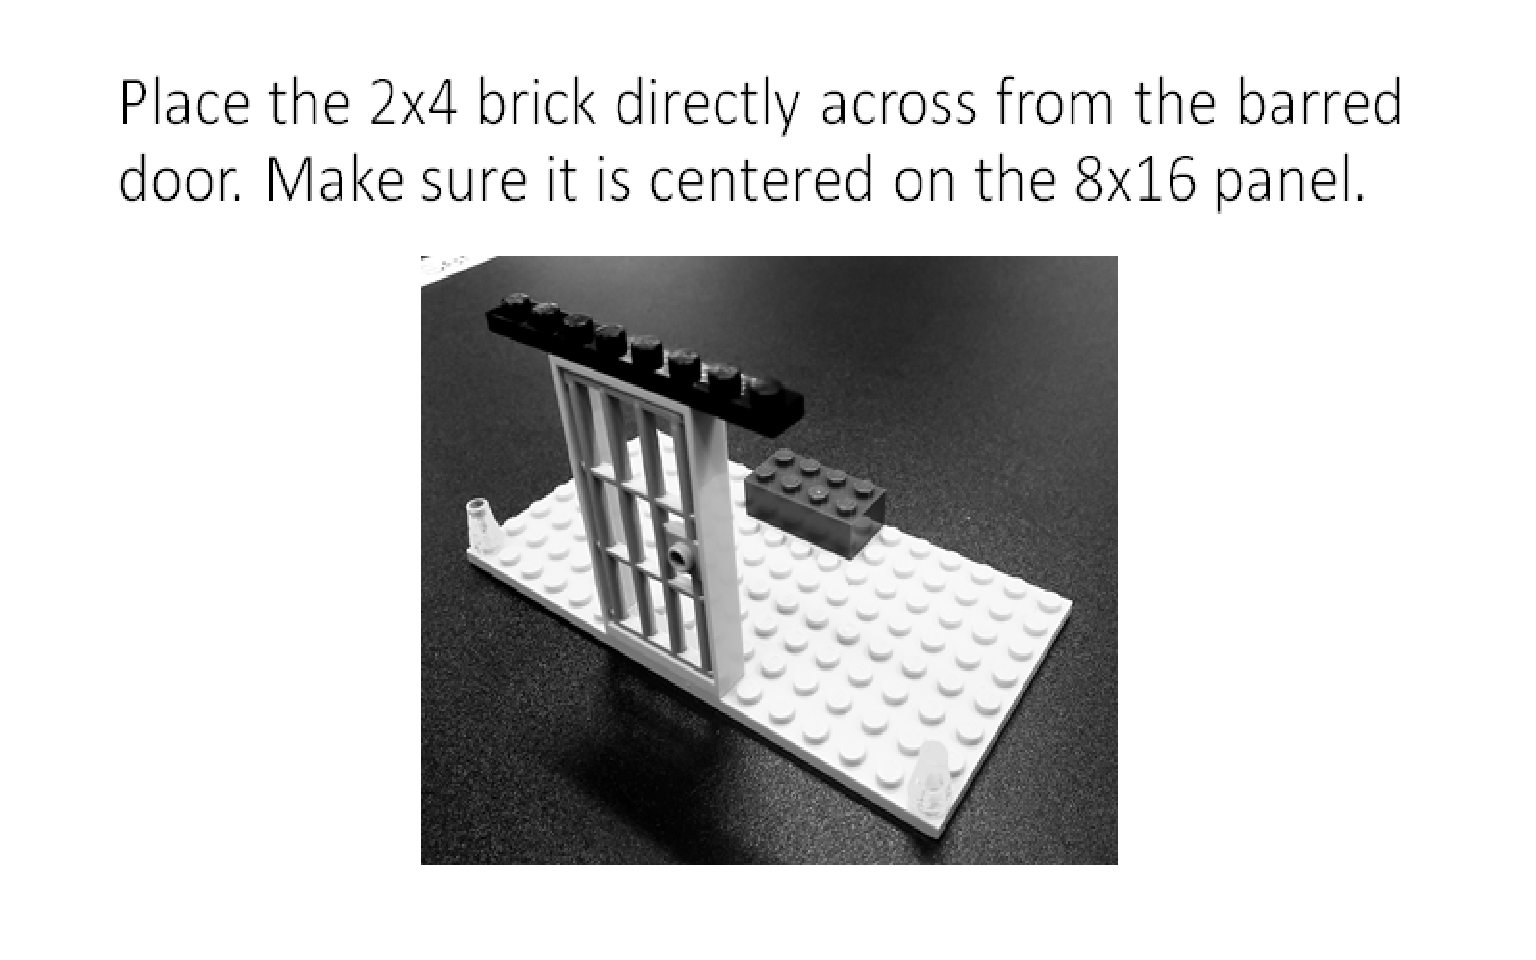 Place the 2x4 brick directly across from the barred
door. Make sure it is centered on the 8x16 panel.